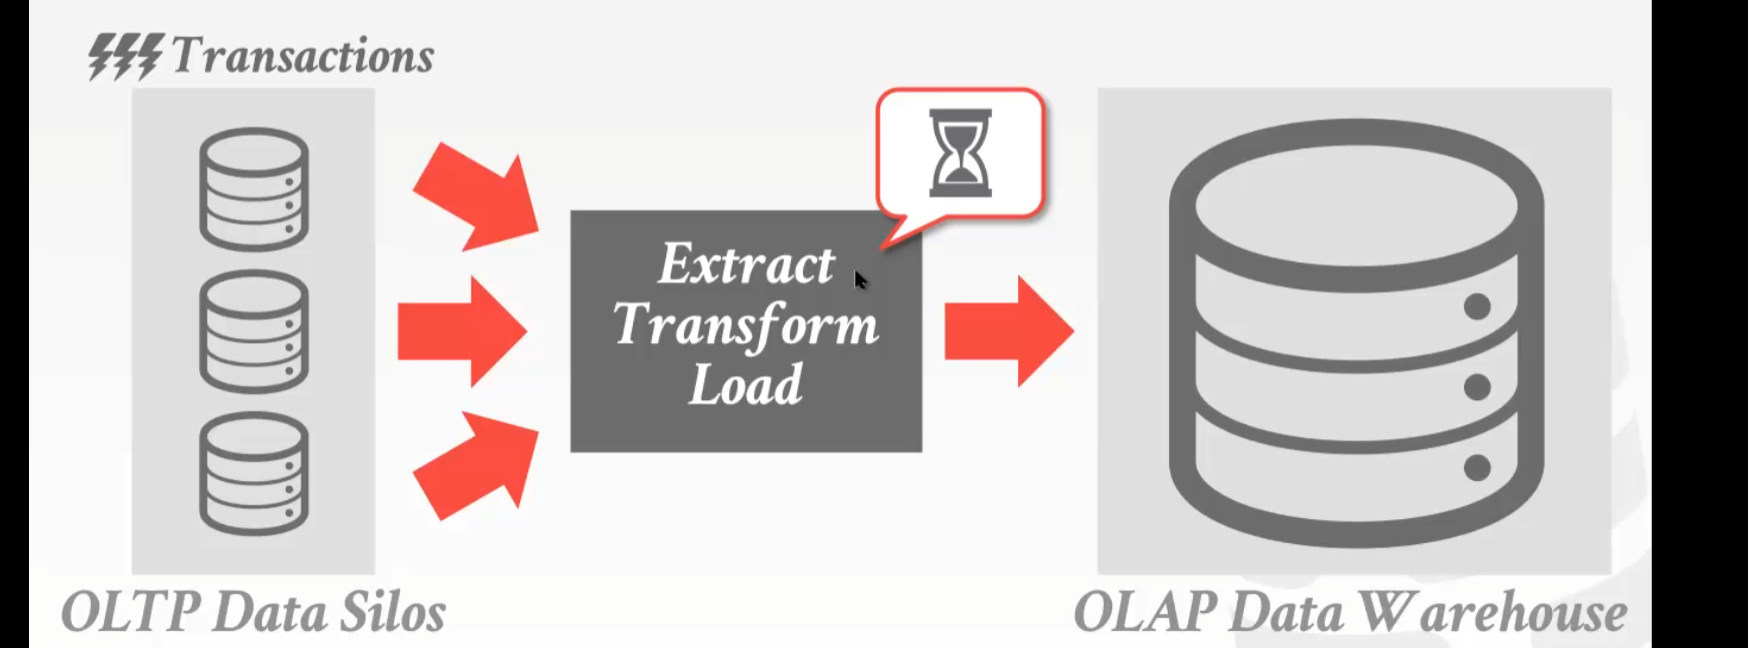 Transactions
Extract
Transform
Load
OLTP Data Silos
OLAP Data Warehouse